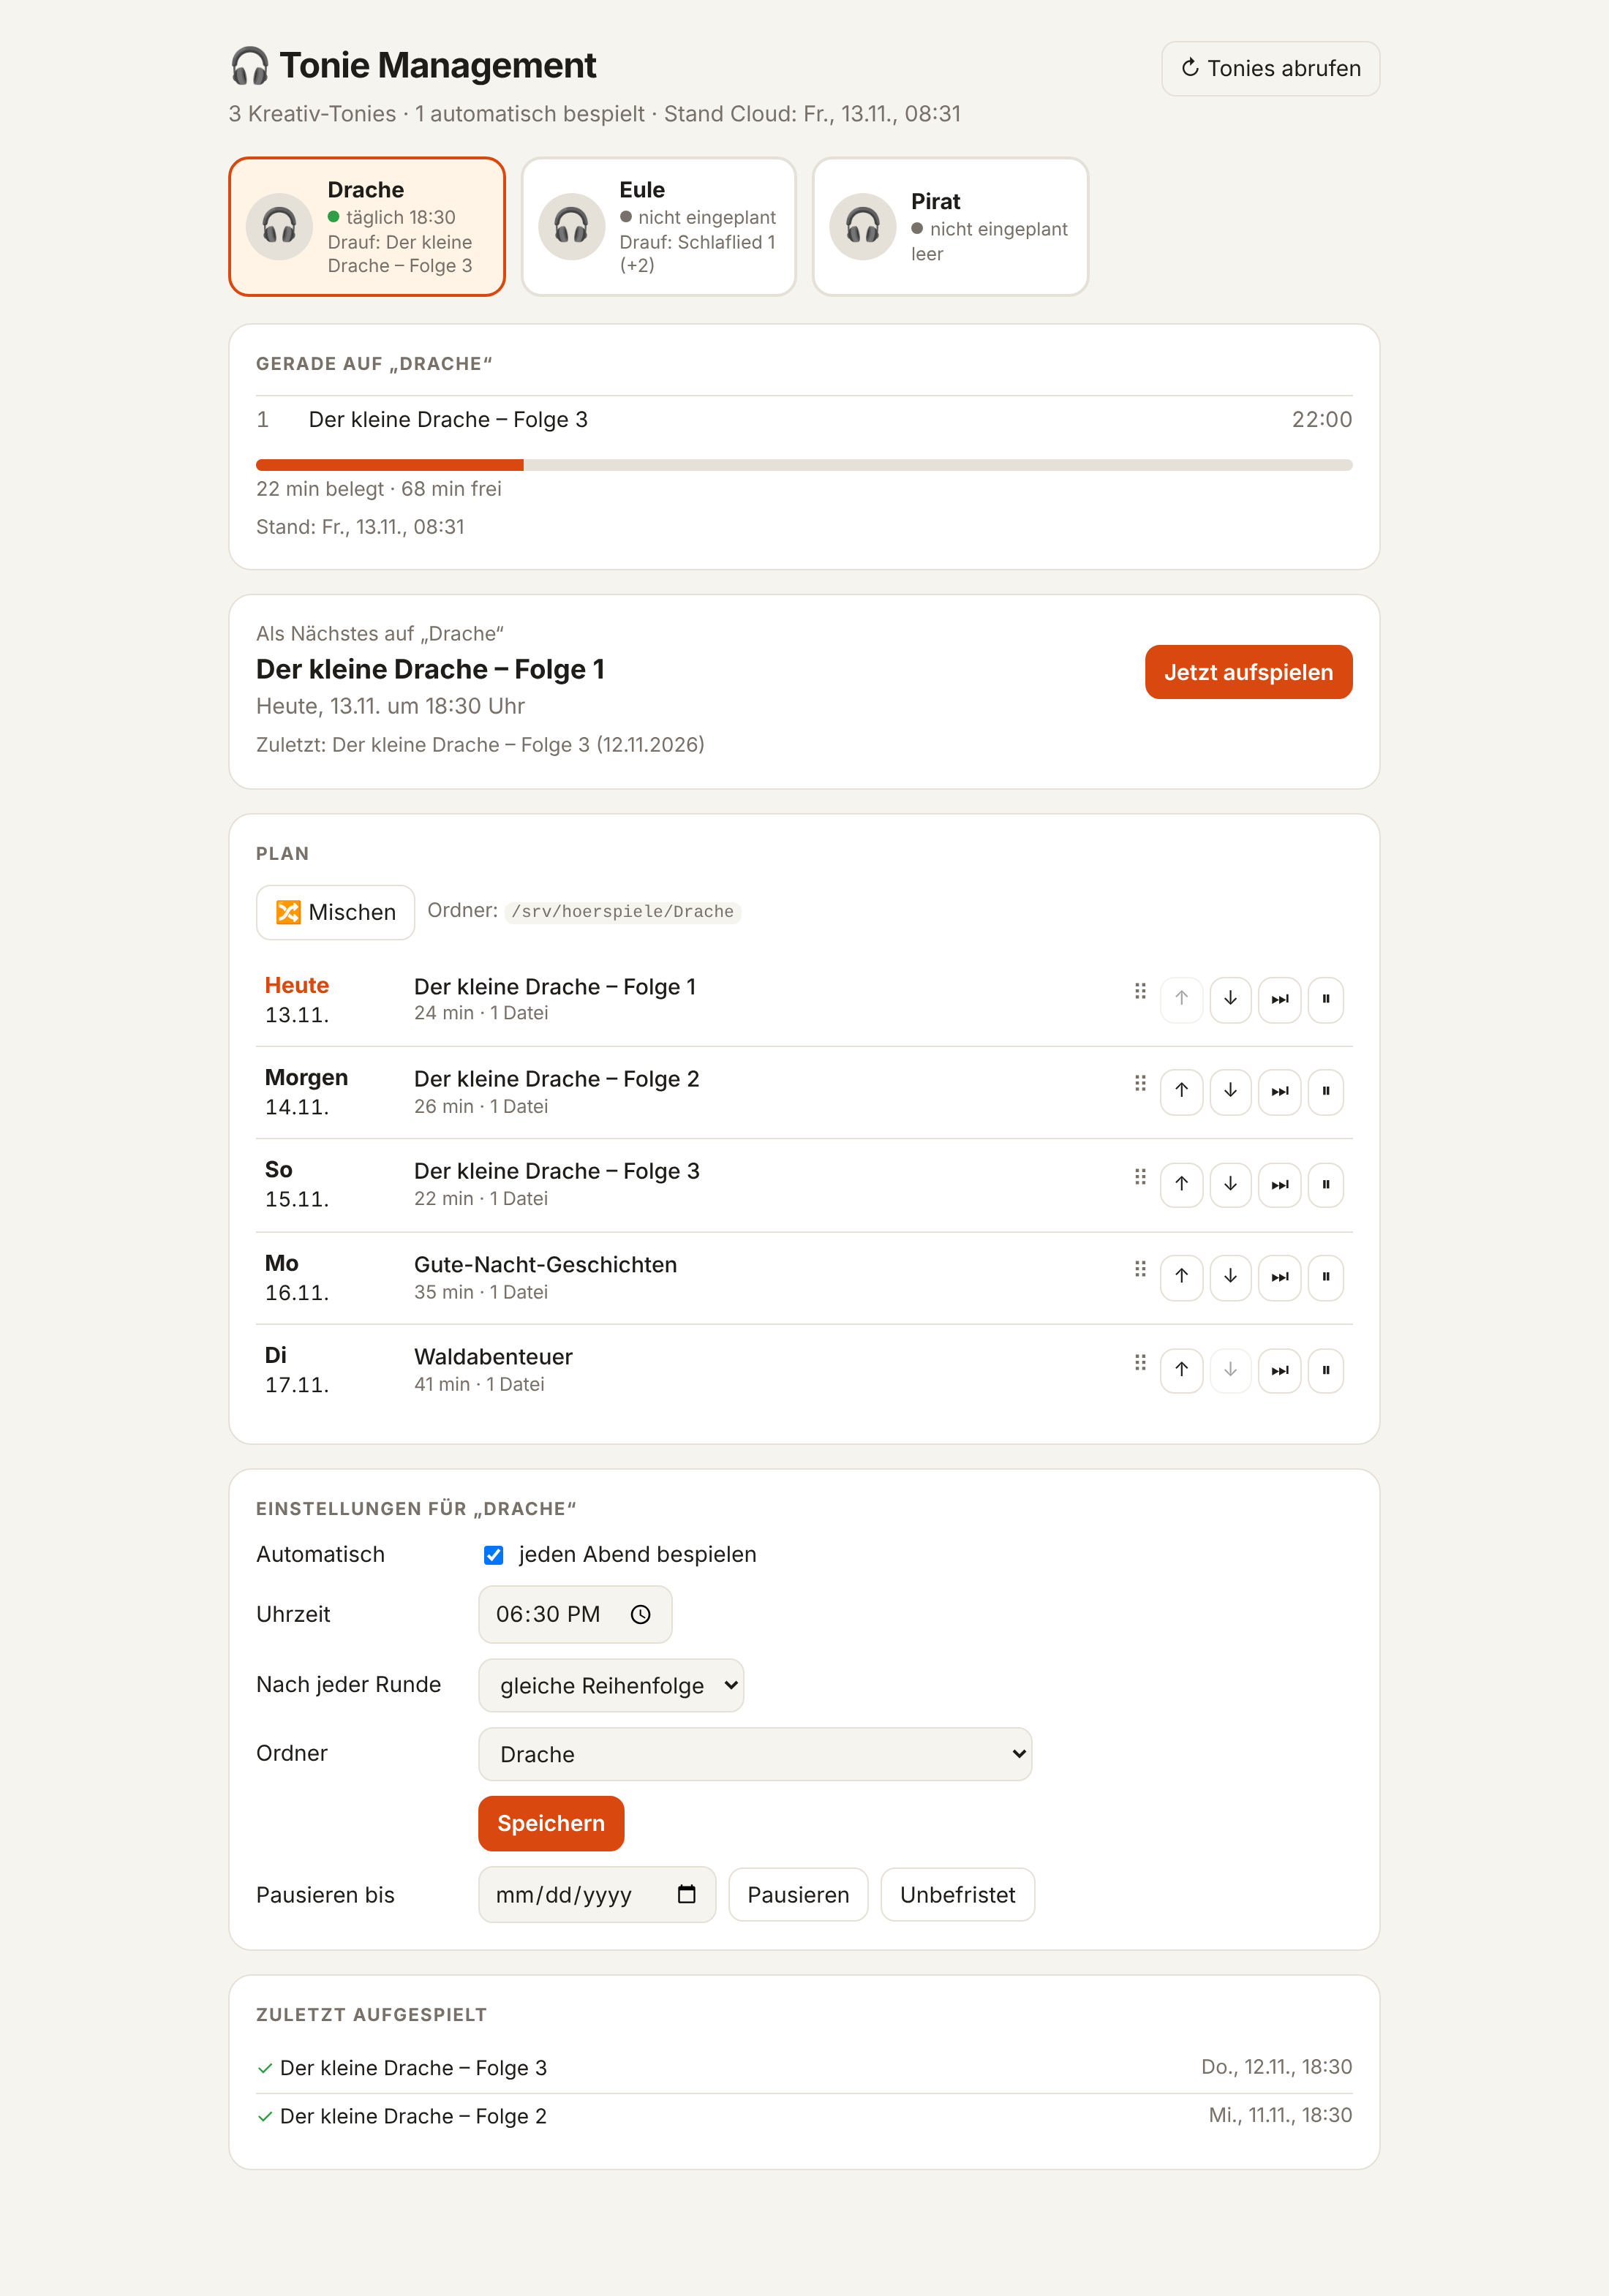 🎧 Tonie Management
↻ Tonies abrufen
3 Kreativ-Tonies · 1 automatisch bespielt · Stand Cloud: Fr., 13.11., 08:31
Drache
täglich 18:30
Drauf: Der kleine
Drache – Folge 3
Eule
nicht eingeplant
Drauf: Schlaflied 1
(+2)
Pirat
nicht eingeplant
leer
GERADE AUF „DRACHE“
1 Der kleine Drache – Folge 3 22:00
22 min belegt · 68 min frei
Stand: Fr., 13.11., 08:31
Als Nächstes auf „Drache“
Der kleine Drache – Folge 1
Heute, 13.11. um 18:30 Uhr
Zuletzt: Der kleine Drache – Folge 3 (12.11.2026)
Jetzt aufspielen
PLAN
🔀 Mischen Ordner: /srv/hoerspiele/Drache
Heute
13.11.
Der kleine Drache – Folge 1
24 min · 1 Datei
Morgen
14.11.
Der kleine Drache – Folge 2
26 min · 1 Datei
So
15.11.
Der kleine Drache – Folge 3
22 min · 1 Datei
Mo
16.11.
Gute-Nacht-Geschichten
35 min · 1 Datei
Di
17.11.
Waldabenteuer
41 min · 1 Datei
EINSTELLUNGEN FÜR „DRACHE“
Automatisch jeden Abend bespielen
Uhrzeit 06:30 PM
Nach jeder Runde gleiche Reihenfolge
Ordner Drache
Speichern
Pausieren bis mm/dd/yyyy Pausieren Unbefristet
ZULETZT AUFGESPIELT
✓ Der kleine Drache – Folge 3 Do., 12.11., 18:30
✓ Der kleine Drache – Folge 2 Mi., 11.11., 18:30